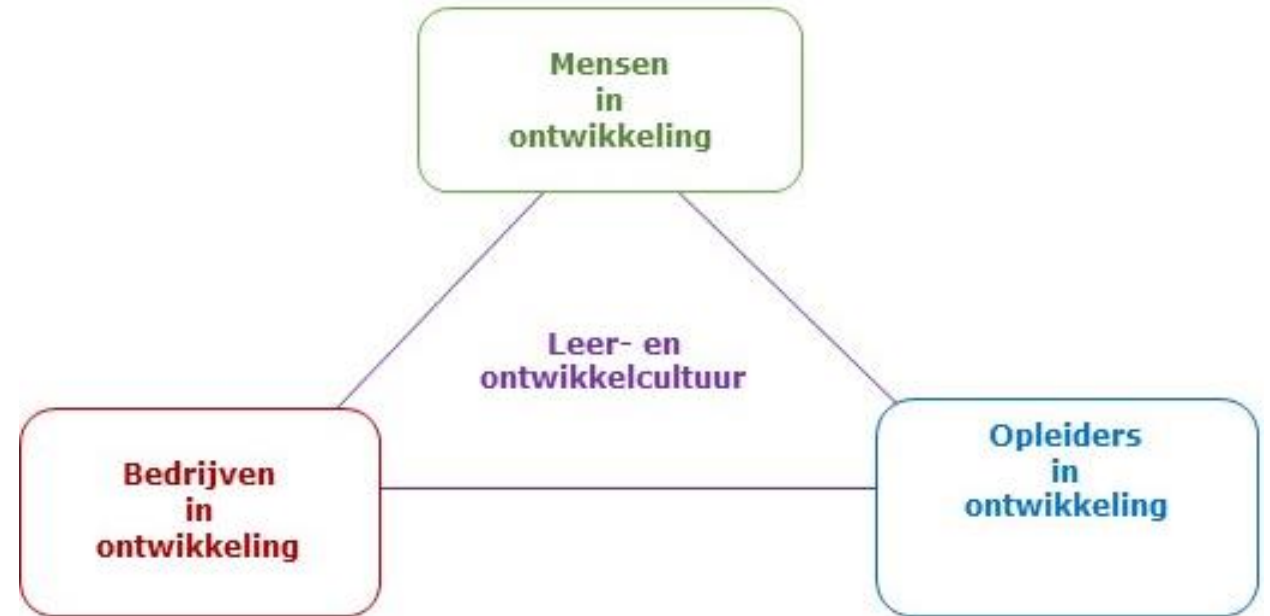 Mensen
in
ontwikkeling
Leer- en
ontwikkelcultuur
Bedrijven
in
ontwikkeling
Opleiders
in
ontwikkeling